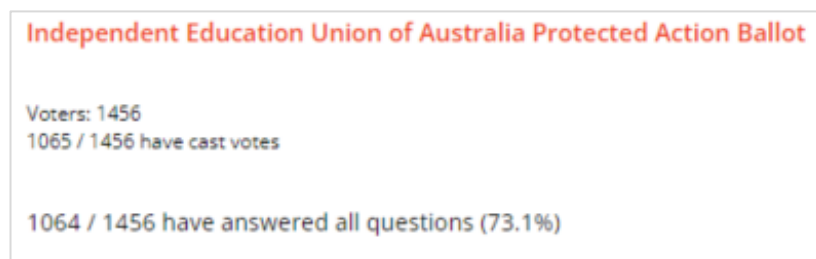 Independent Education Union of Australia Protected Action Ballot
Voters: 1456
1065 / 1456 have cast votes
1064 / 1456 have answered all questions (73.1%)